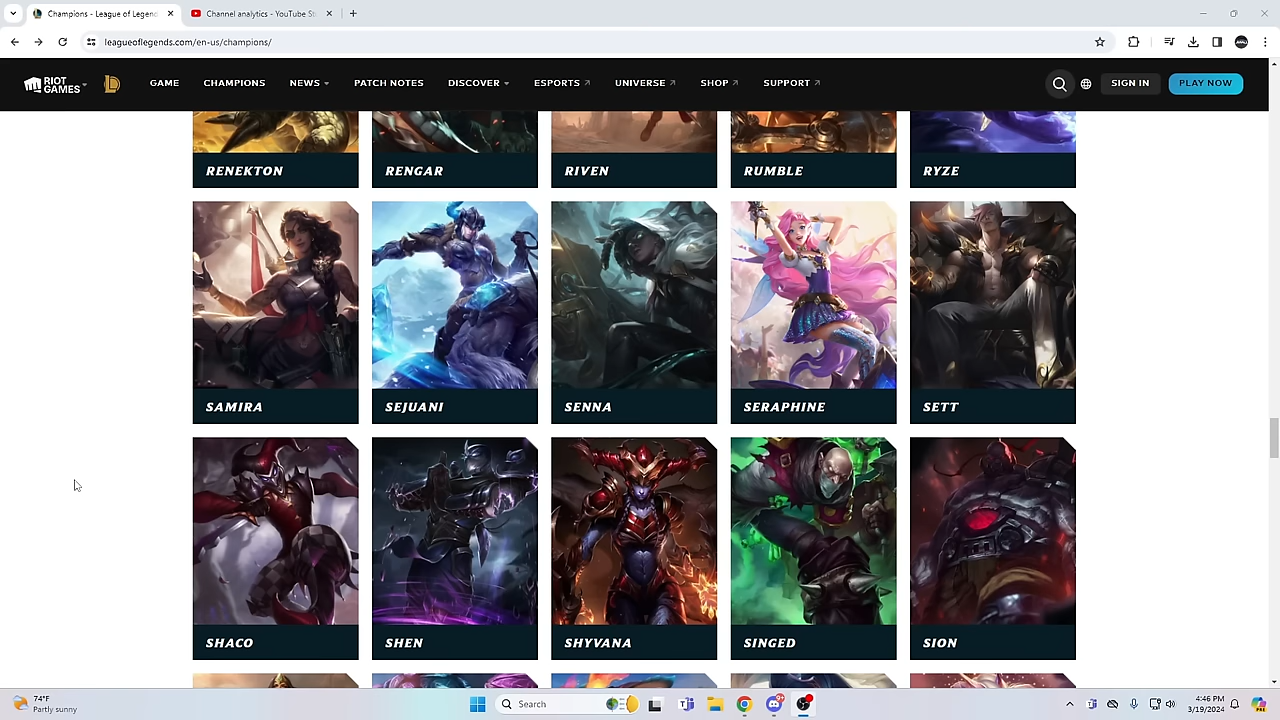 Champions - League of Legen
Channel analytics - YouTube St
leagueoflegends.com/en-us/champions/
RIOT GAMES
GAME
CHAMPIONS
NEWS
PATCH NOTES
DISCOVER
ESPORTS
UNIVERSE
SHOP
SUPPORT
SIGN IN
PLAY NOW
RENEKTON
RENGAR
RIVEN
RUMBLE
RYZE
SAMIRA
SEJUANI
SENNA
SERAPHINE
SETT
SHACO
SHEN
SHYVANA
SINGED
SION
74°F
Partly sunny
Search
4:46 PM
3/19/2024